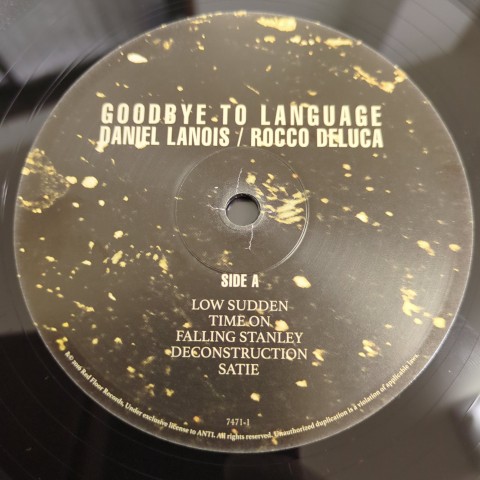 GOODBYE TO LANGUAGE
DANIEL LANOIS / ROCCO DELUCA
SIDE A
LOW SUDDEN
TIME ON
FALLING STANLEY
DECONSTRUCTION
SATIE
7471-1
℗© 2016 Red Floor Records, Under exclusive license to ANTI. All rights reserved. Unauthorized duplication is a violation of applicable laws.